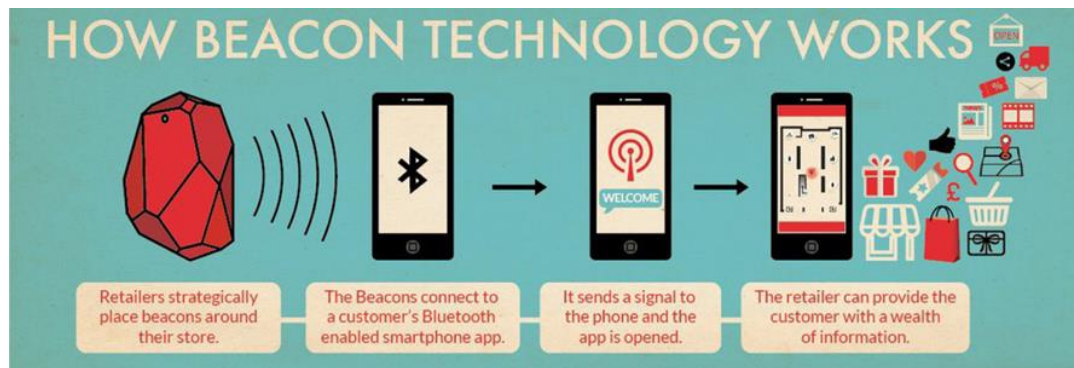 HOW BEACON TECHNOLOGY WORKS
OPEN
WELCOME
Retailers strategically
place beacons around
their store.
The Beacons connect to
a customer's Bluetooth
enabled smartphone app.
It sends a signal to
the phone and the
app is opened.
The retailer can provide the
customer with a wealth
of information.
%
£